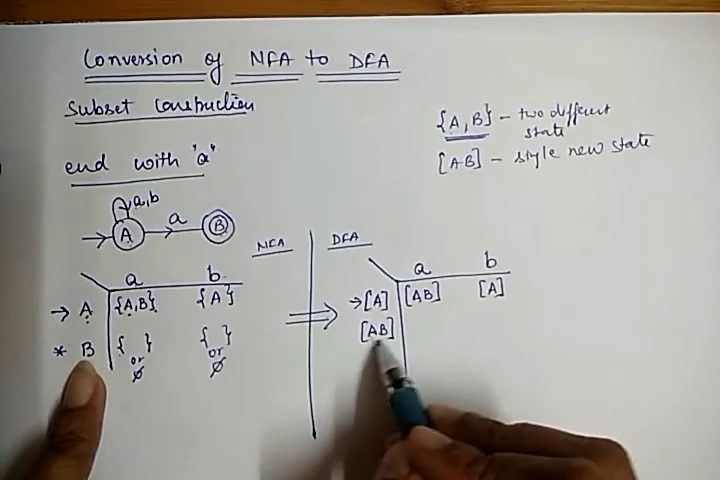 Conversion of NFA to DFA
Subset Construction
{A,B} - two different
state
[AB] - style new state
end with "a"
a,b
A a B
NFA
DFA
a b
→ A {A,B} {A}
* B { } { }
or or
ϕ ϕ
a b
→ [A] [AB] [A]
[AB]